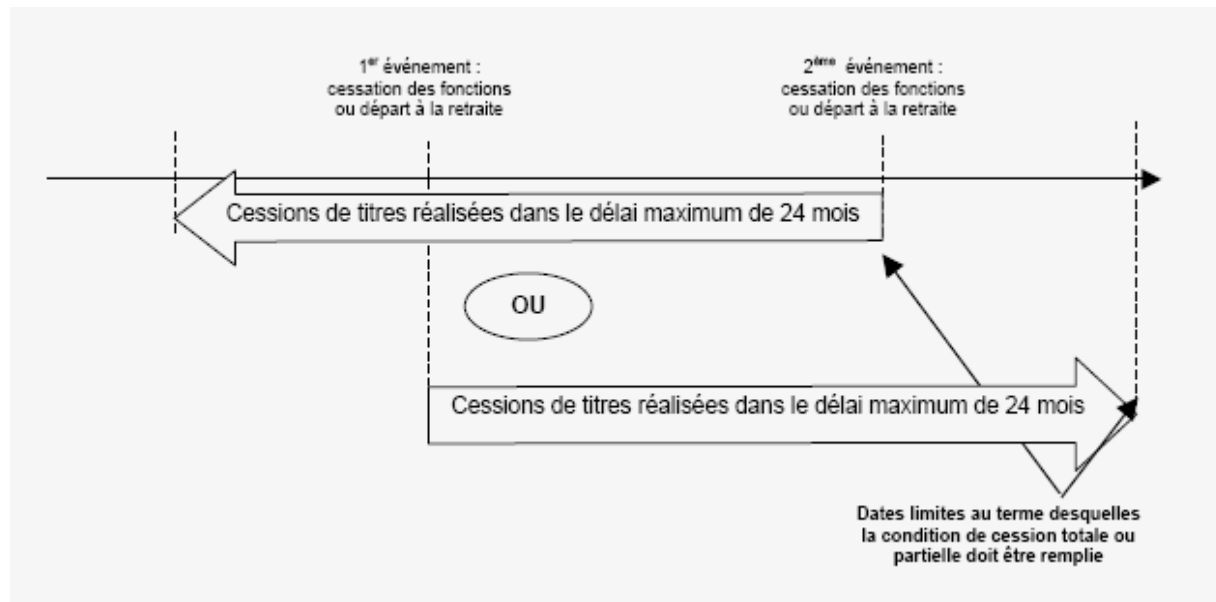 1er événement :
cessation des fonctions
ou départ à la retraite
2ème événement :
cessation des fonctions
ou départ à la retraite
Cessions de titres réalisées dans le délai maximum de 24 mois
OU
Cessions de titres réalisées dans le délai maximum de 24 mois
Dates limites au terme desquelles
la condition de cession totale ou
partielle doit être remplie